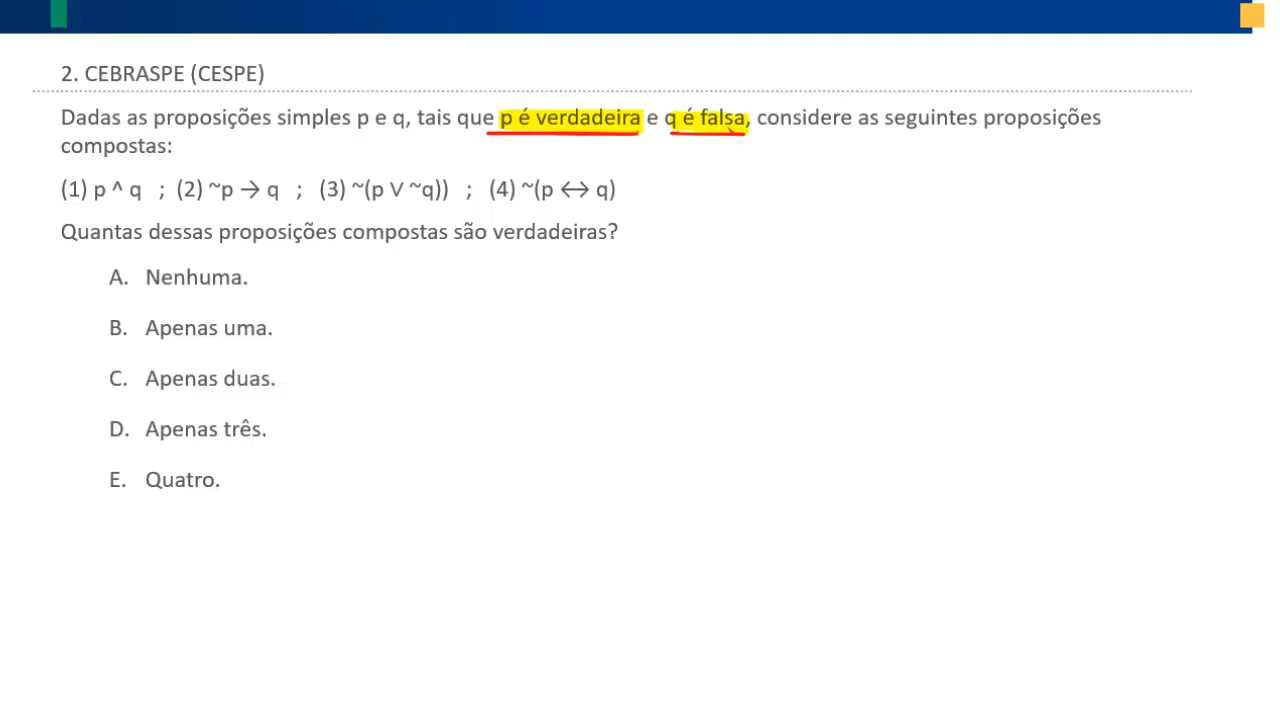 2. CEBRASPE (CESPE)
Dadas as proposições simples p e q, tais que p é verdadeira e q é falsa, considere as seguintes proposições
compostas:
(1) p ^ q ; (2) ~p → q ; (3) ~(p ∨ ~q)) ; (4) ~(p ↔ q)
Quantas dessas proposições compostas são verdadeiras?
A. Nenhuma.
B. Apenas uma.
C. Apenas duas.
D. Apenas três.
E. Quatro.